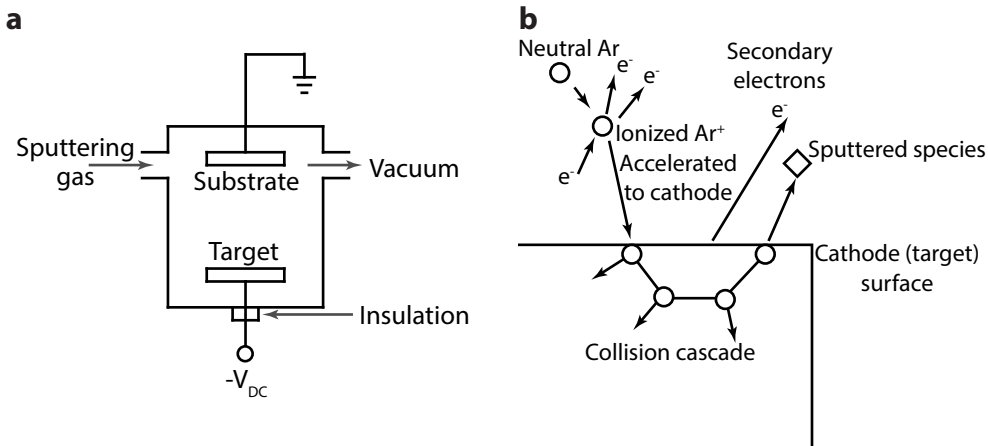 a
Sputtering
gas
Substrate
Vacuum
Target
Insulation
-V_DC
b
Neutral Ar
e⁻
e⁻
Secondary
electrons
e⁻
Ionized Ar⁺
Accelerated
to cathode
e⁻
Sputtered species
Cathode (target)
surface
Collision cascade